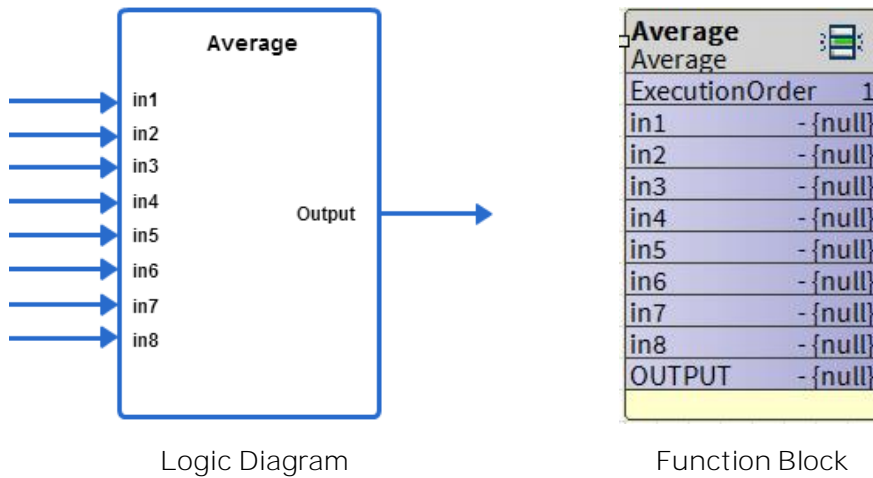 Average
in1
in2
in3
in4
Output
in5
in6
in7
in8
Logic Diagram
Average
Average
ExecutionOrder 1
in1 - {null}
in2 - {null}
in3 - {null}
in4 - {null}
in5 - {null}
in6 - {null}
in7 - {null}
in8 - {null}
OUTPUT - {null}
Function Block